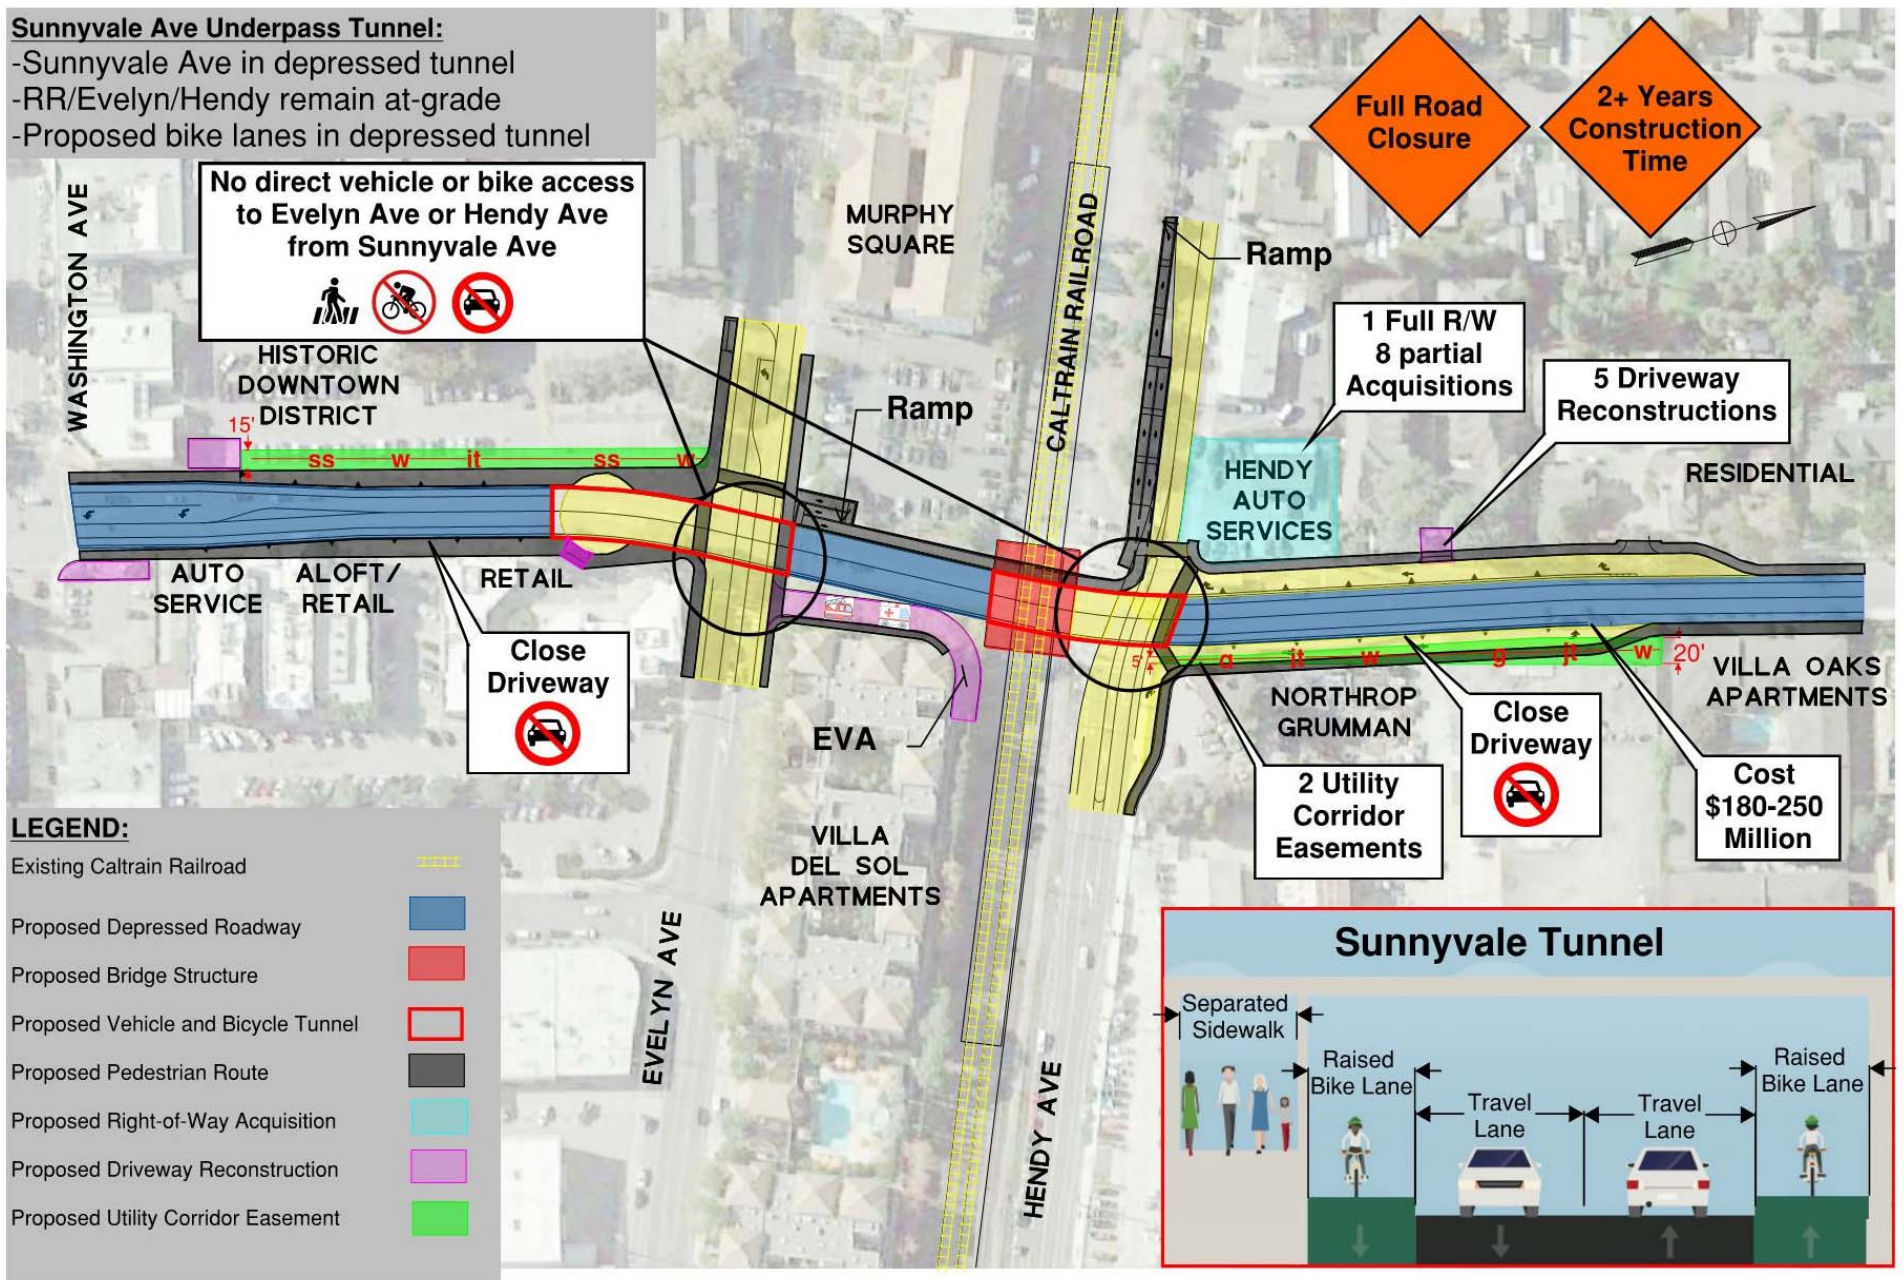 Sunnyvale Ave Underpass Tunnel:
-Sunnyvale Ave in depressed tunnel
-RR/Evelyn/Hendy remain at-grade
-Proposed bike lanes in depressed tunnel
Full Road
Closure
2+ Years
Construction
Time
No direct vehicle or bike access
to Evelyn Ave or Hendy Ave
from Sunnyvale Ave
WASHINGTON AVE
MURPHY
SQUARE
CALTRAIN RAILROAD
Ramp
1 Full R/W
8 partial
Acquisitions
5 Driveway
Reconstructions
HISTORIC
DOWNTOWN
DISTRICT
Ramp
15'
ss w it ss w
HENDY
AUTO
SERVICES
RESIDENTIAL
AUTO
SERVICE
ALOFT/
RETAIL
RETAIL
Close
Driveway
EVA
5'
jt w g jt w
20'
NORTHROP
GRUMMAN
VILLA OAKS
APARTMENTS
2 Utility
Corridor
Easements
Close
Driveway
Cost
$180-250
Million
VILLA
DEL SOL
APARTMENTS
EVELYN AVE
HENDY AVE
LEGEND:
Existing Caltrain Railroad
Proposed Depressed Roadway
Proposed Bridge Structure
Proposed Vehicle and Bicycle Tunnel
Proposed Pedestrian Route
Proposed Right-of-Way Acquisition
Proposed Driveway Reconstruction
Proposed Utility Corridor Easement
Sunnyvale Tunnel
Separated
Sidewalk
Raised
Bike Lane
Travel
Lane
Travel
Lane
Raised
Bike Lane